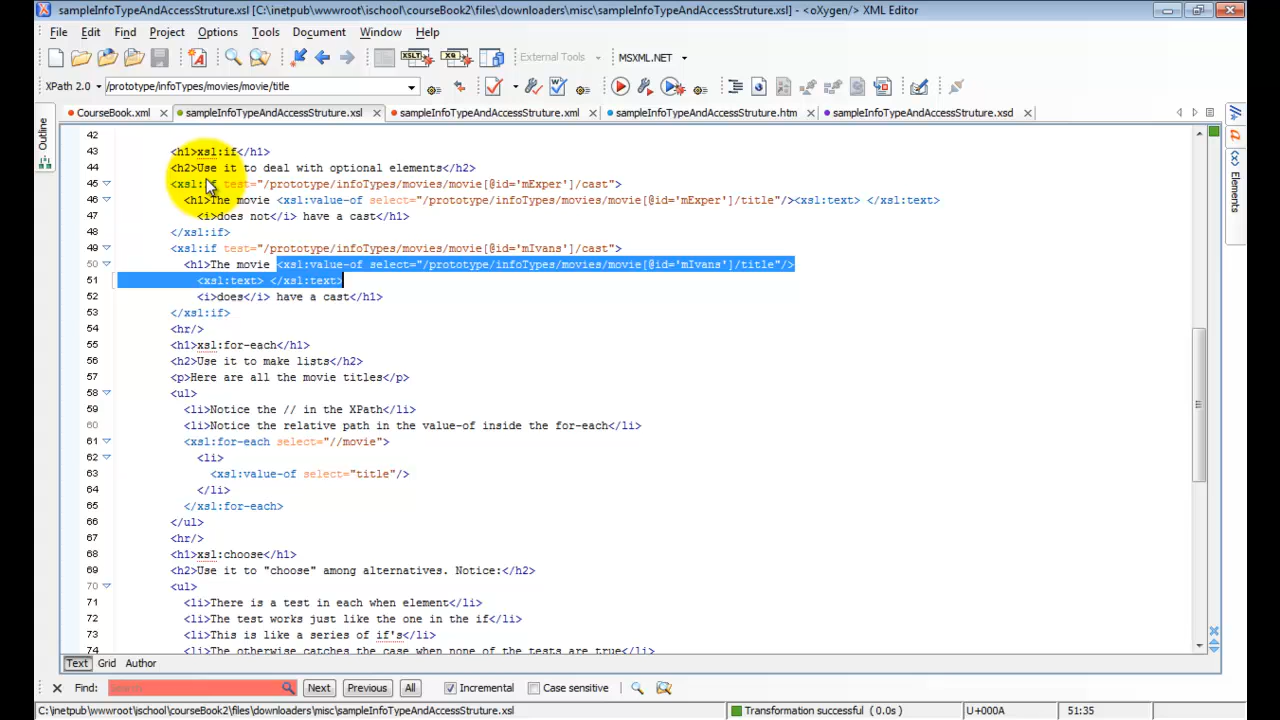 sampleInfoTypeAndAccessStruture.xsl [C:\inetpub\wwwroot\ischool\courseBook2\files\downloaders\misc\sampleInfoTypeAndAccessStruture.xsl] - <oXygen/> XML Editor
File Edit Find Project Options Tools Document Window Help
External Tools MSXML.NET
XPath 2.0 /prototype/infoTypes/movies/movie/title
CourseBook.xml sampleInfoTypeAndAccessStruture.xsl sampleInfoTypeAndAccessStruture.xml sampleInfoTypeAndAccessStruture.htm sampleInfoTypeAndAccessStruture.xsd
Outline
Elements
42
43 <h1>xsl:if</h1>
44 <h2>Use it to deal with optional elements</h2>
45 <xsl:if test="/prototype/infoTypes/movies/movie[@id='mExper']/cast">
46 <h1>The movie <xsl:value-of select="/prototype/infoTypes/movies/movie[@id='mExper']/title"/><xsl:text> </xsl:text>
47 <i>does not</i> have a cast</h1>
48 </xsl:if>
49 <xsl:if test="/prototype/infoTypes/movies/movie[@id='mIvans']/cast">
50 <h1>The movie <xsl:value-of select="/prototype/infoTypes/movies/movie[@id='mIvans']/title"/>
51 <xsl:text> </xsl:text>
52 <i>does</i> have a cast</h1>
53 </xsl:if>
54 <hr/>
55 <h1>xsl:for-each</h1>
56 <h2>Use it to make lists</h2>
57 <p>Here are all the movie titles</p>
58 <ul>
59 <li>Notice the // in the XPath</li>
60 <li>Notice the relative path in the value-of inside the for-each</li>
61 <xsl:for-each select="//movie">
62 <li>
63 <xsl:value-of select="title"/>
64 </li>
65 </xsl:for-each>
66 </ul>
67 <hr/>
68 <h1>xsl:choose</h1>
69 <h2>Use it to "choose" among alternatives. Notice:</h2>
70 <ul>
71 <li>There is a test in each when element</li>
72 <li>The test works just like the one in the if</li>
73 <li>This is like a series of if's</li>
74 <li>The otherwise catches the case when none of the tests are true</li>
Text Grid Author
Find: Search Next Previous All Incremental Case sensitive
C:\inetpub\wwwroot\ischool\courseBook2\files\downloaders\misc\sampleInfoTypeAndAccessStruture.xsl Transformation successful (0.0s) U+000A 51:35